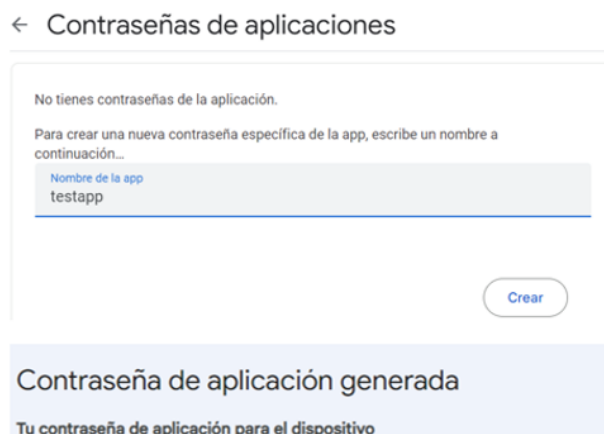 Contraseñas de aplicaciones
No tienes contraseñas de la aplicación.
Para crear una nueva contraseña específica de la app, escribe un nombre a
continuación…
Nombre de la app
testapp
Crear
Contraseña de aplicación generada
Tu contraseña de aplicación para el dispositivo